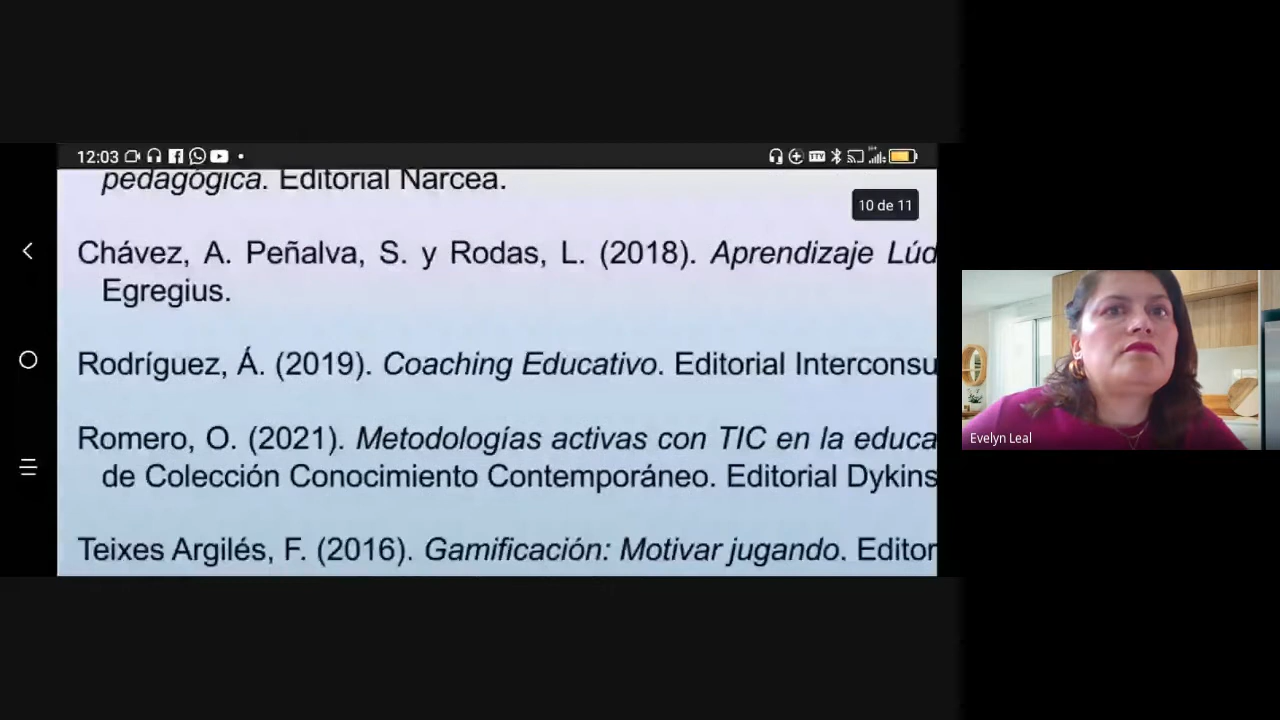 12:03
pedagógica. Editorial Narcea.
10 de 11
Chávez, A. Peñalva, S. y Rodas, L. (2018). Aprendizaje Lúd
Egregius.
Rodríguez, Á. (2019). Coaching Educativo. Editorial Interconsu
Romero, O. (2021). Metodologías activas con TIC en la educa
de Colección Conocimiento Contemporáneo. Editorial Dykins
Teixes Argilés, F. (2016). Gamificación: Motivar jugando. Editor
Evelyn Leal